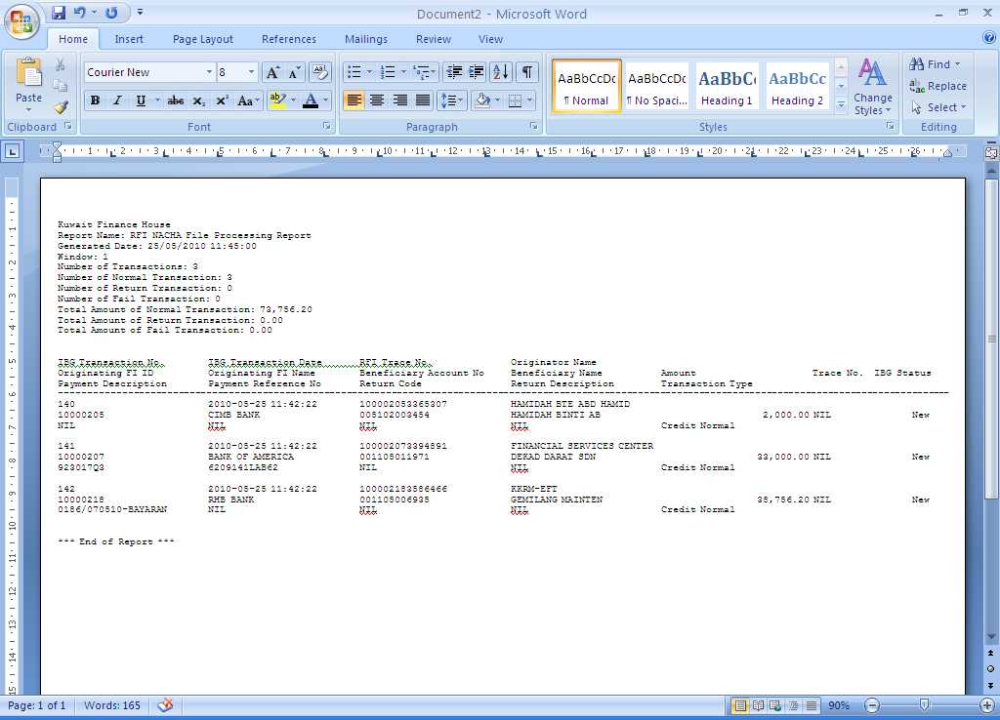 Document2 - Microsoft Word
Home Insert Page Layout References Mailings Review View
Paste
Clipboard
Courier New 8
B I U abc x₂ x² Aa
Font
Paragraph
AaBbCcDc AaBbCcDc AaBbC AaBbCc
¶ Normal ¶ No Spaci... Heading 1 Heading 2
Change Styles
Styles
Find
Replace
Select
Editing
Kuwait Finance House
Report Name: RFI NACHA File Processing Report
Generated Date: 25/05/2010 11:45:00
Window: 1
Number of Transactions: 3
Number of Normal Transaction: 3
Number of Return Transaction: 0
Number of Fail Transaction: 0
Total Amount of Normal Transaction: 73,756.20
Total Amount of Return Transaction: 0.00
Total Amount of Fail Transaction: 0.00
IBG Transaction No. IBG Transaction Date RFI Trace No. Originator Name
Originating FI ID Originating FI Name Beneficiary Account No Beneficiary Name Amount Trace No. IBG Status
Payment Description Payment Reference No Return Code Return Description Transaction Type
140 2010-05-25 11:42:22 100002053365307 HAMIDAH BTE ABD HAMID
10000205 CIMB BANK 005102003454 HAMIDAH BINTI AB 2,000.00 NIL New
NIL NIL NIL NIL Credit Normal
141 2010-05-25 11:42:22 100002073394891 FINANCIAL SERVICES CENTER
10000207 BANK OF AMERICA 001105011971 DEKAD DARAT SDN 33,000.00 NIL New
923017Q3 6209141LAB62 NIL NIL Credit Normal
142 2010-05-25 11:42:22 100002183586466 KKRM-EFT
10000218 RHB BANK 001105006935 GEMILANG MAINTEN 38,756.20 NIL New
0186/070510-BAYARAN NIL NIL NIL Credit Normal
*** End of Report ***
Page: 1 of 1 Words: 165 90%